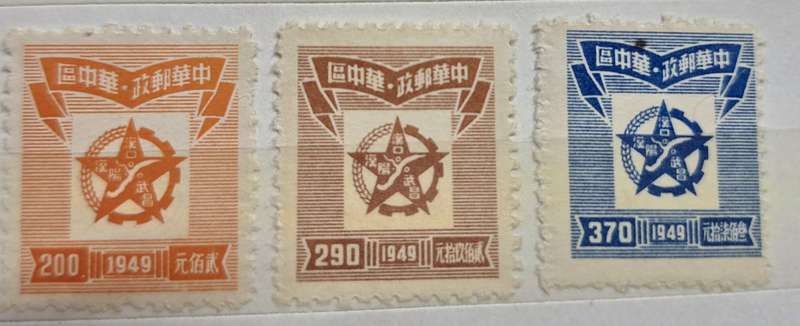 中華郵政·華中區
漢口
漢陽
武昌
200 1949 貳佰元
中華郵政·華中區
漢口
漢陽
武昌
290 1949 貳佰玖拾元
中華郵政·華中區
漢口
漢陽
武昌
370 1949 叁佰柒拾元